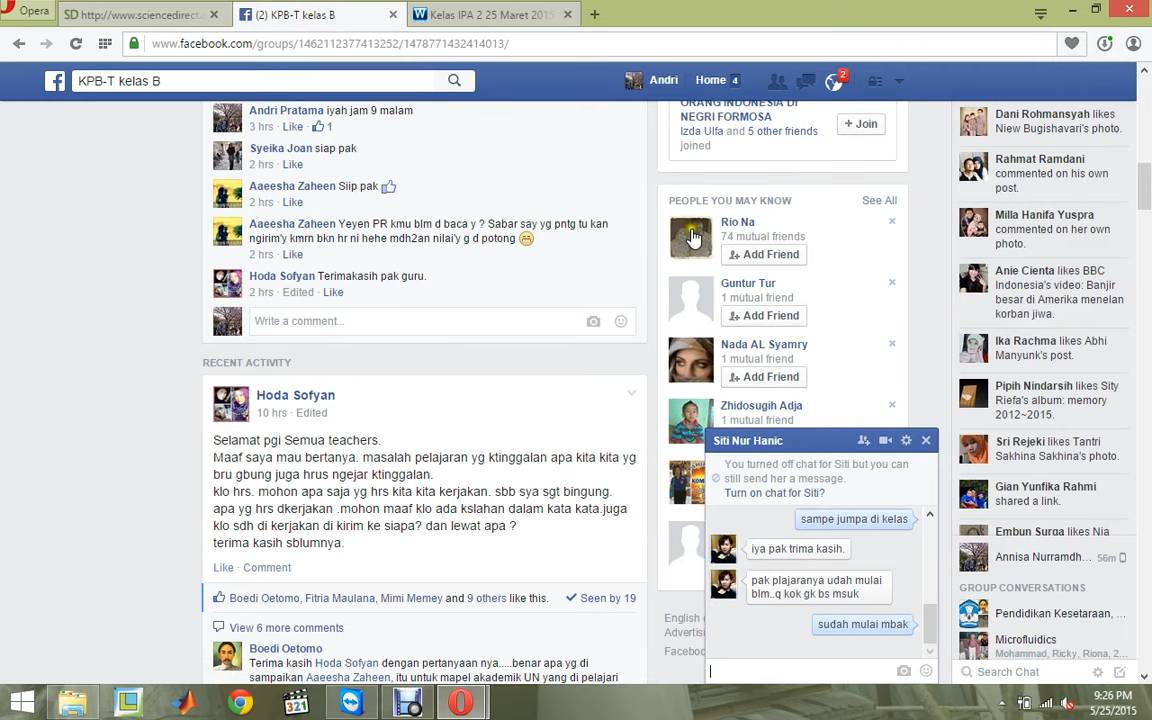 Opera
http://www.sciencedirect.c
(2) KPB-T kelas B
Kelas IPA 2 25 Maret 2015
www.facebook.com/groups/1462112377413252/1478771432414013/
KPB-T kelas B
Andri
Home 4
2
Andri Pratama iyah jam 9 malam
3 hrs · Like · 1
Syeika Joan siap pak
2 hrs · Like
Aaeesha Zaheen Siip pak
2 hrs · Like
Aaeesha Zaheen Yeyen PR kmu blm d baca y ? Sabar say yg pntg tu kan
ngirim'y kmrn bkn hr ni hehe mdh2an nilai'y g d potong
2 hrs · Like
Hoda Sofyan Terimakasih pak guru.
2 hrs · Edited · Like
Write a comment...
RECENT ACTIVITY
Hoda Sofyan
10 hrs · Edited
Selamat pgi Semua teachers.
Maaf saya mau bertanya. masalah pelajaran yg ktinggalan apa kita kita yg
bru gbung juga hrus ngejar ktinggalan.
klo hrs. mohon apa saja yg hrs kita kita kerjakan. sbb sya sgt bingung.
apa yg hrs dkerjakan .mohon maaf klo ada kslahan dalam kata kata.juga
klo sdh di kerjakan di kirim ke siapa? dan lewat apa ?
terima kasih sblumnya.
Like · Comment
Boedi Oetomo, Fitria Maulana, Mimi Memey and 9 others like this.
Seen by 19
View 6 more comments
Boedi Oetomo
Terima kasih Hoda Sofyan dengan pertanyaan nya.....benar apa yg di
sampaikan Aaeesha Zaheen, itu untuk mapel akademik UN yang di pelajari
ORANG INDONESIA DI
NEGRI FORMOSA
Izda Ulfa and 5 other friends
joined
+ Join
PEOPLE YOU MAY KNOW
See All
Rio Na
74 mutual friends
Add Friend
Guntur Tur
1 mutual friend
Add Friend
Nada AL Syamry
1 mutual friend
Add Friend
Zhidosugih Adja
1 mutual friend
English
Advertisi
Faceboo
Siti Nur Hanic
You turned off chat for Siti but you can
still send her a message.
Turn on chat for Siti?
sampe jumpa di kelas
iya pak trima kasih.
pak plajaranya udah mulai
blm..q kok gk bs msuk
sudah mulai mbak
Dani Rohmansyah likes
Niew Bugishavari's photo.
Rahmat Ramdani
commented on his own
post.
Milla Hanifa Yuspra
commented on her own
photo.
Anie Cienta likes BBC
Indonesia's video: Banjir
besar di Amerika menelan
korban jiwa.
Ika Rachma likes Abhi
Manyunk's post.
Pipih Nindarsih likes Sity
Riefa's album: memory
2012~2015.
Sri Rejeki likes Tantri
Sakhina Sakhina's photo.
Gian Yunfika Rahmi
shared a link.
Embun Surga likes Nia
Annisa Nurramdh... 56m
GROUP CONVERSATIONS
Pendidikan Kesetaraan, ...
Microfluidics
Mohammad, Ricky, Riona, 2...
Search Chat
321
9:26 PM
5/25/2015